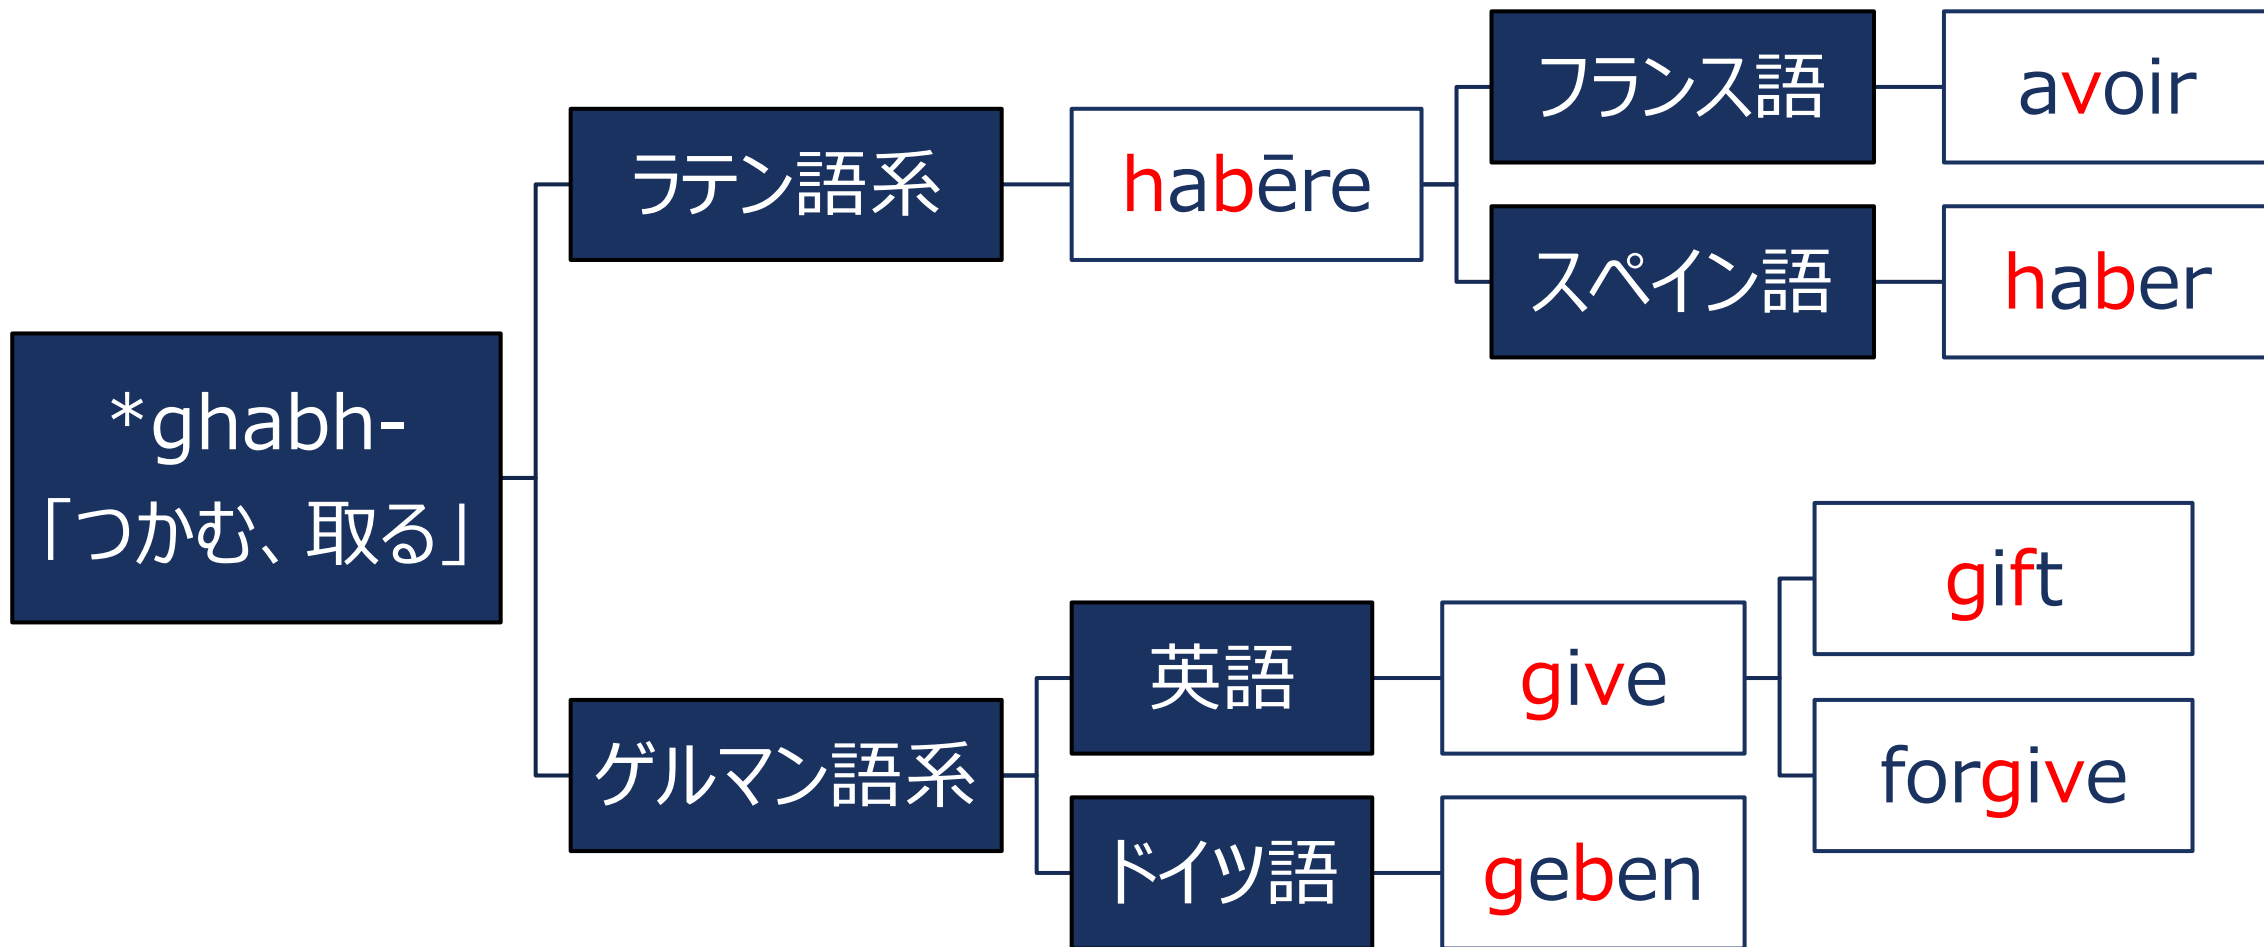 *ghabh-
「つかむ、取る」
ラテン語系
habēre
フランス語
avoir
スペイン語
haber
ゲルマン語系
英語
give
gift
forgive
ドイツ語
geben